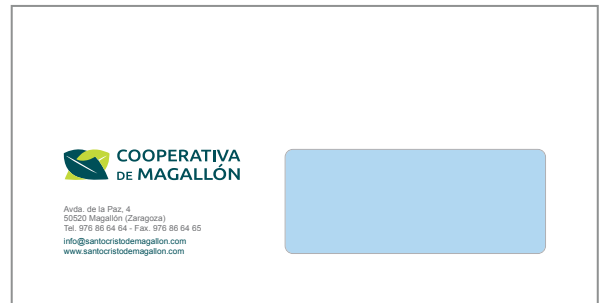 COOPERATIVA
DE MAGALLÓN
Avda. de la Paz, 4
50520 Magallón (Zaragoza)
Tel. 976 86 64 64 - Fax. 976 86 64 65
info@santocristodemagallon.com
www.santocristodemagallon.com